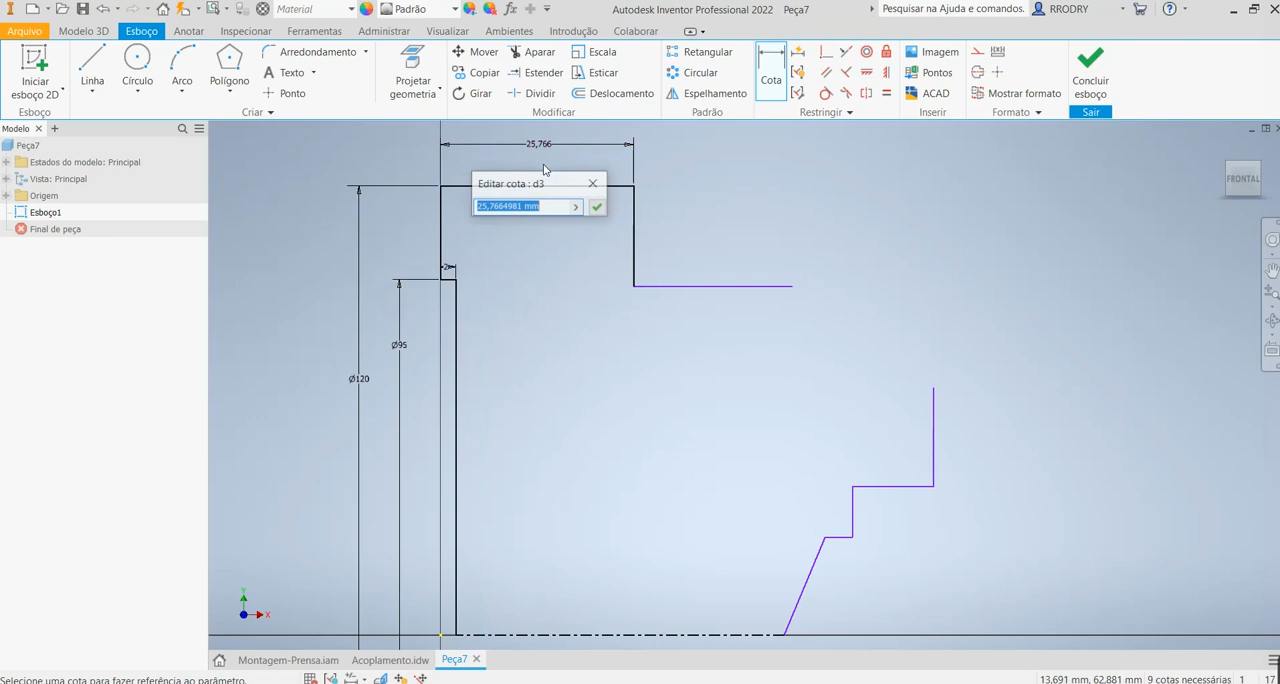 Material
Padrão
Autodesk Inventor Professional 2022 Peça7
Pesquisar na Ajuda e comandos.
RRODRY
Arquivo
Modelo 3D
Esboço
Anotar
Inspecionar
Ferramentas
Administrar
Visualizar
Ambientes
Introdução
Colaborar
Iniciar
esboço 2D
Linha
Círculo
Arco
Polígono
Arredondamento
Texto
Ponto
Projetar
geometria
Mover
Copiar
Girar
Aparar
Estender
Dividir
Escala
Esticar
Deslocamento
Retangular
Circular
Espelhamento
Cota
Imagem
Pontos
ACAD
Mostrar formato
Concluir
esboço
Esboço
Criar
Modificar
Padrão
Restringir
Inserir
Formato
Sair
Modelo
Peça7
Estados do modelo: Principal
Vista: Principal
Origem
Esboço1
Final de peça
25,766
Editar cota : d3
25,7664981 mm
2
Ø95
Ø120
FRONTAL
Y
X
Montagem-Prensa.iam
Acoplamento.idw
Peça7
Selecione uma cota para fazer referência ao parâmetro.
13,691 mm, 62,881 mm
9 cotas necessárias
1
17